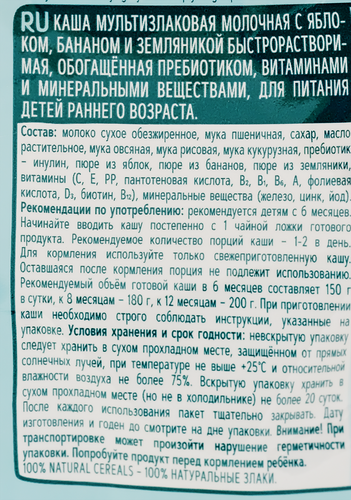 RU КАША МУЛЬТИЗЛАКОВАЯ МОЛОЧНАЯ С ЯБЛО-
КОМ, БАНАНОМ И ЗЕМЛЯНИКОЙ БЫСТРОРАСТВОРИ-
МАЯ, ОБОГАЩЁННАЯ ПРЕБИОТИКОМ, ВИТАМИНАМИ
И МИНЕРАЛЬНЫМИ ВЕЩЕСТВАМИ, ДЛЯ ПИТАНИЯ
ДЕТЕЙ РАННЕГО ВОЗРАСТА.
Состав: молоко сухое обезжиренное, мука пшеничная, сахар, масло
растительное, мука овсяная, мука рисовая, мука кукурузная, пребиотик
- инулин, пюре из яблок, пюре из бананов, пюре из земляники,
витамины (С, Е, РР, пантотеновая кислота, B₂, B₁, B₆, А, фолиевая
кислота, D₃, биотин, B₁₂), минеральные вещества (железо, цинк, йод).
Рекомендации по употреблению: рекомендуется детям с 6 месяцев.
Начинайте вводить кашу постепенно с 1 чайной ложки готового
продукта. Рекомендуемое количество порций каши - 1-2 в день.
Для кормления используйте только свежеприготовленную кашу.
Оставшаяся после кормления порция не подлежит использованию.
Рекомендуемый объём готовой каши в 6 месяцев составляет 150 г
в сутки, к 8 месяцам - 180 г, к 12 месяцам - 200 г. При приготовлении
каши необходимо строго соблюдать инструкции, указанные на
упаковке. Условия хранения и срок годности: невскрытую упаковку
следует хранить в сухом прохладном месте, защищённом от прямых
солнечных лучей, при температуре не выше +25°С и относительной
влажности воздуха не более 75%. Вскрытую упаковку хранить в
сухом прохладном месте (но не в холодильнике) не более 20 суток.
После каждого использования пакет тщательно закрывать. Дату
изготовления и годен до смотрите на дне упаковки. Внимание! При
транспортировке может произойти нарушение герметичности
упаковки. Попробуйте продукт перед кормлением ребёнка.
100% NATURAL CEREALS - 100% НАТУРАЛЬНЫЕ ЗЛАКИ.